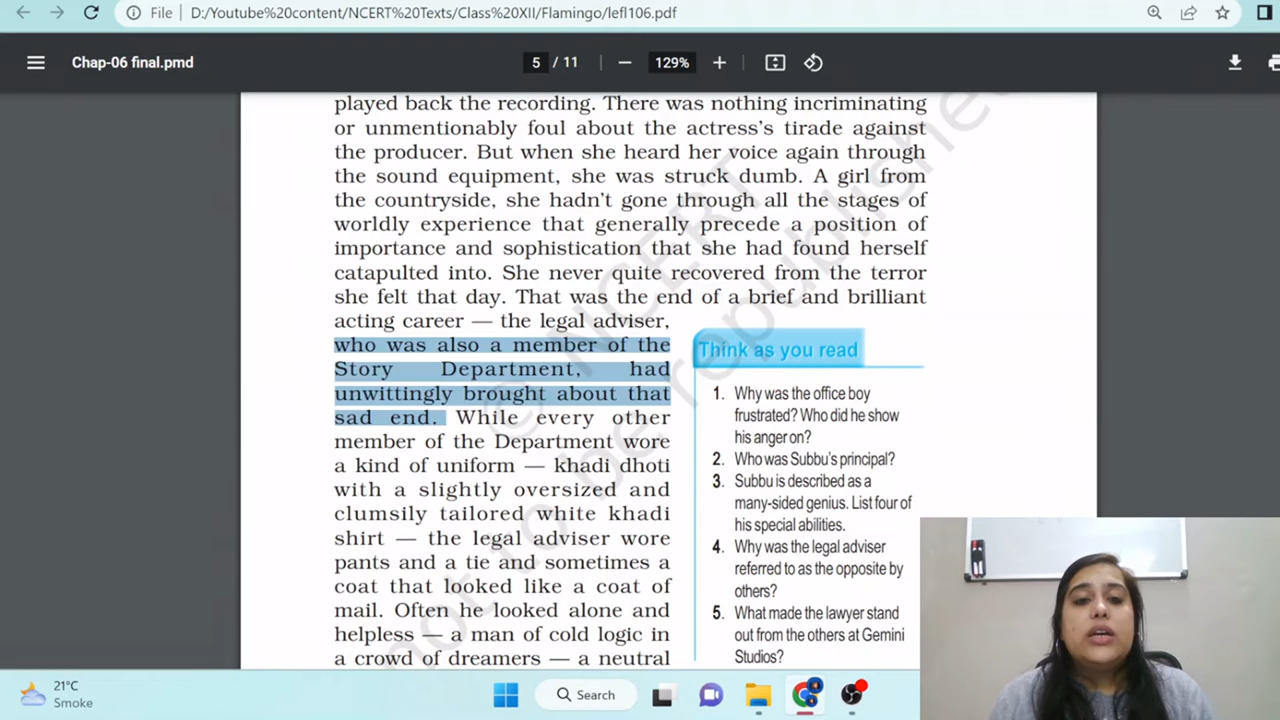 File
D:/Youtube%20content/NCERT%20Texts/Class%20XII/Flamingo/lefl106.pdf
Chap-06 final.pmd
5 / 11
129%
played back the recording. There was nothing incriminating
or unmentionably foul about the actress's tirade against
the producer. But when she heard her voice again through
the sound equipment, she was struck dumb. A girl from
the countryside, she hadn't gone through all the stages of
worldly experience that generally precede a position of
importance and sophistication that she had found herself
catapulted into. She never quite recovered from the terror
she felt that day. That was the end of a brief and brilliant
acting career — the legal adviser,
who was also a member of the
Story Department, had
unwittingly brought about that
sad end. While every other
member of the Department wore
a kind of uniform — khadi dhoti
with a slightly oversized and
clumsily tailored white khadi
shirt — the legal adviser wore
pants and a tie and sometimes a
coat that looked like a coat of
mail. Often he looked alone and
helpless — a man of cold logic in
a crowd of dreamers — a neutral
Think as you read
1. Why was the office boy
frustrated? Who did he show
his anger on?
2. Who was Subbu's principal?
3. Subbu is described as a
many-sided genius. List four of
his special abilities.
4. Why was the legal adviser
referred to as the opposite by
others?
5. What made the lawyer stand
out from the others at Gemini
Studios?
© NCERT
not to be republished
21°C
Smoke
Search